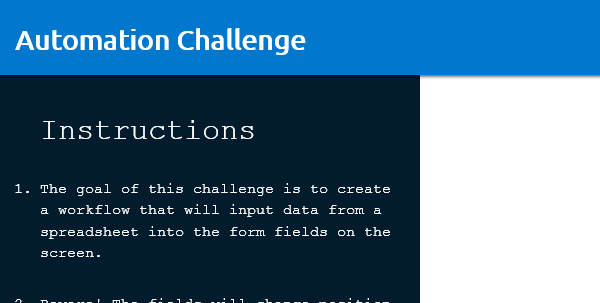 Automation Challenge
Instructions
1. The goal of this challenge is to create
a workflow that will input data from a
spreadsheet into the form fields on the
screen.
2. Beware! The fields will change position